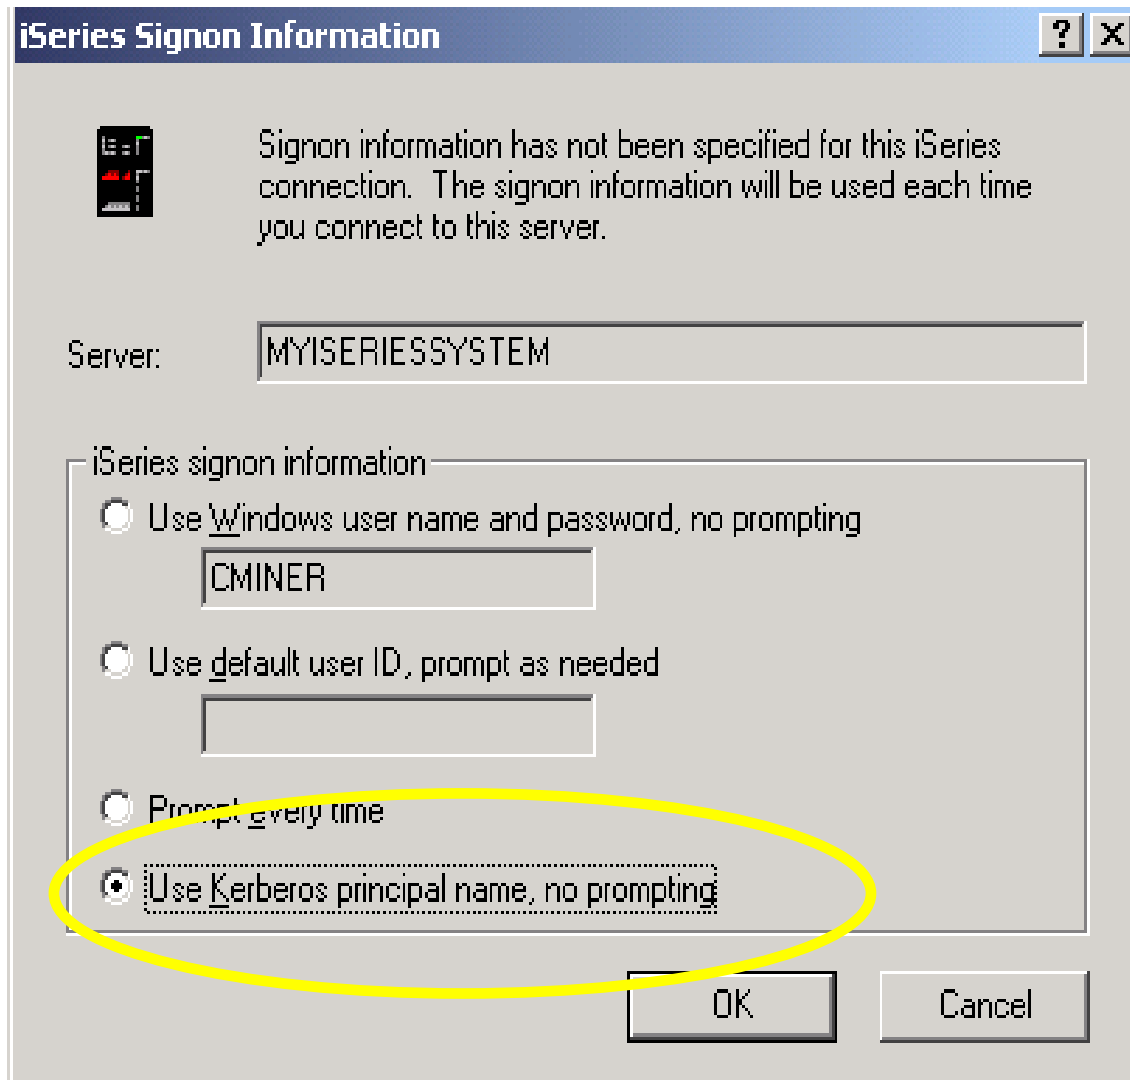 iSeries Signon Information
? X
Signon information has not been specified for this iSeries
connection. The signon information will be used each time
you connect to this server.
Server: MYISERIESSYSTEM
iSeries signon information
Use Windows user name and password, no prompting
CMINER
Use default user ID, prompt as needed
Prompt every time
Use Kerberos principal name, no prompting
OK Cancel